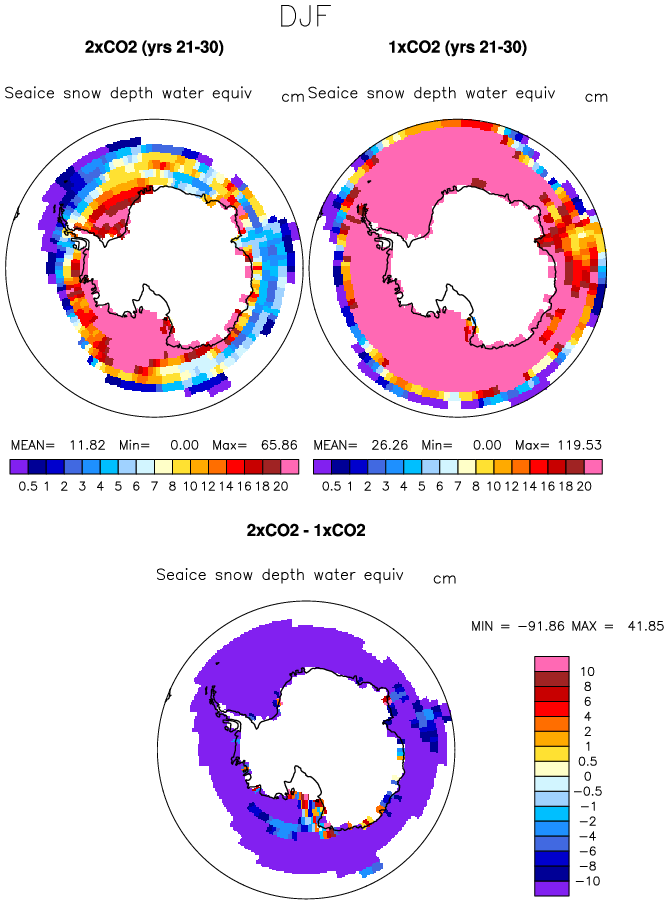 DJF
2xCO2 (yrs 21-30)
1xCO2 (yrs 21-30)
Seaice snow depth water equiv cm
Seaice snow depth water equiv cm
MEAN= 11.82 Min= 0.00 Max= 65.86
0.5 1 2 3 4 5 6 7 8 10 12 14 16 18 20
MEAN= 26.26 Min= 0.00 Max= 119.53
0.5 1 2 3 4 5 6 7 8 10 12 14 16 18 20
2xCO2 - 1xCO2
Seaice snow depth water equiv cm
MIN = −91.86 MAX = 41.85
10
8
6
4
2
1
0.5
0
−0.5
−1
−2
−4
−6
−8
−10